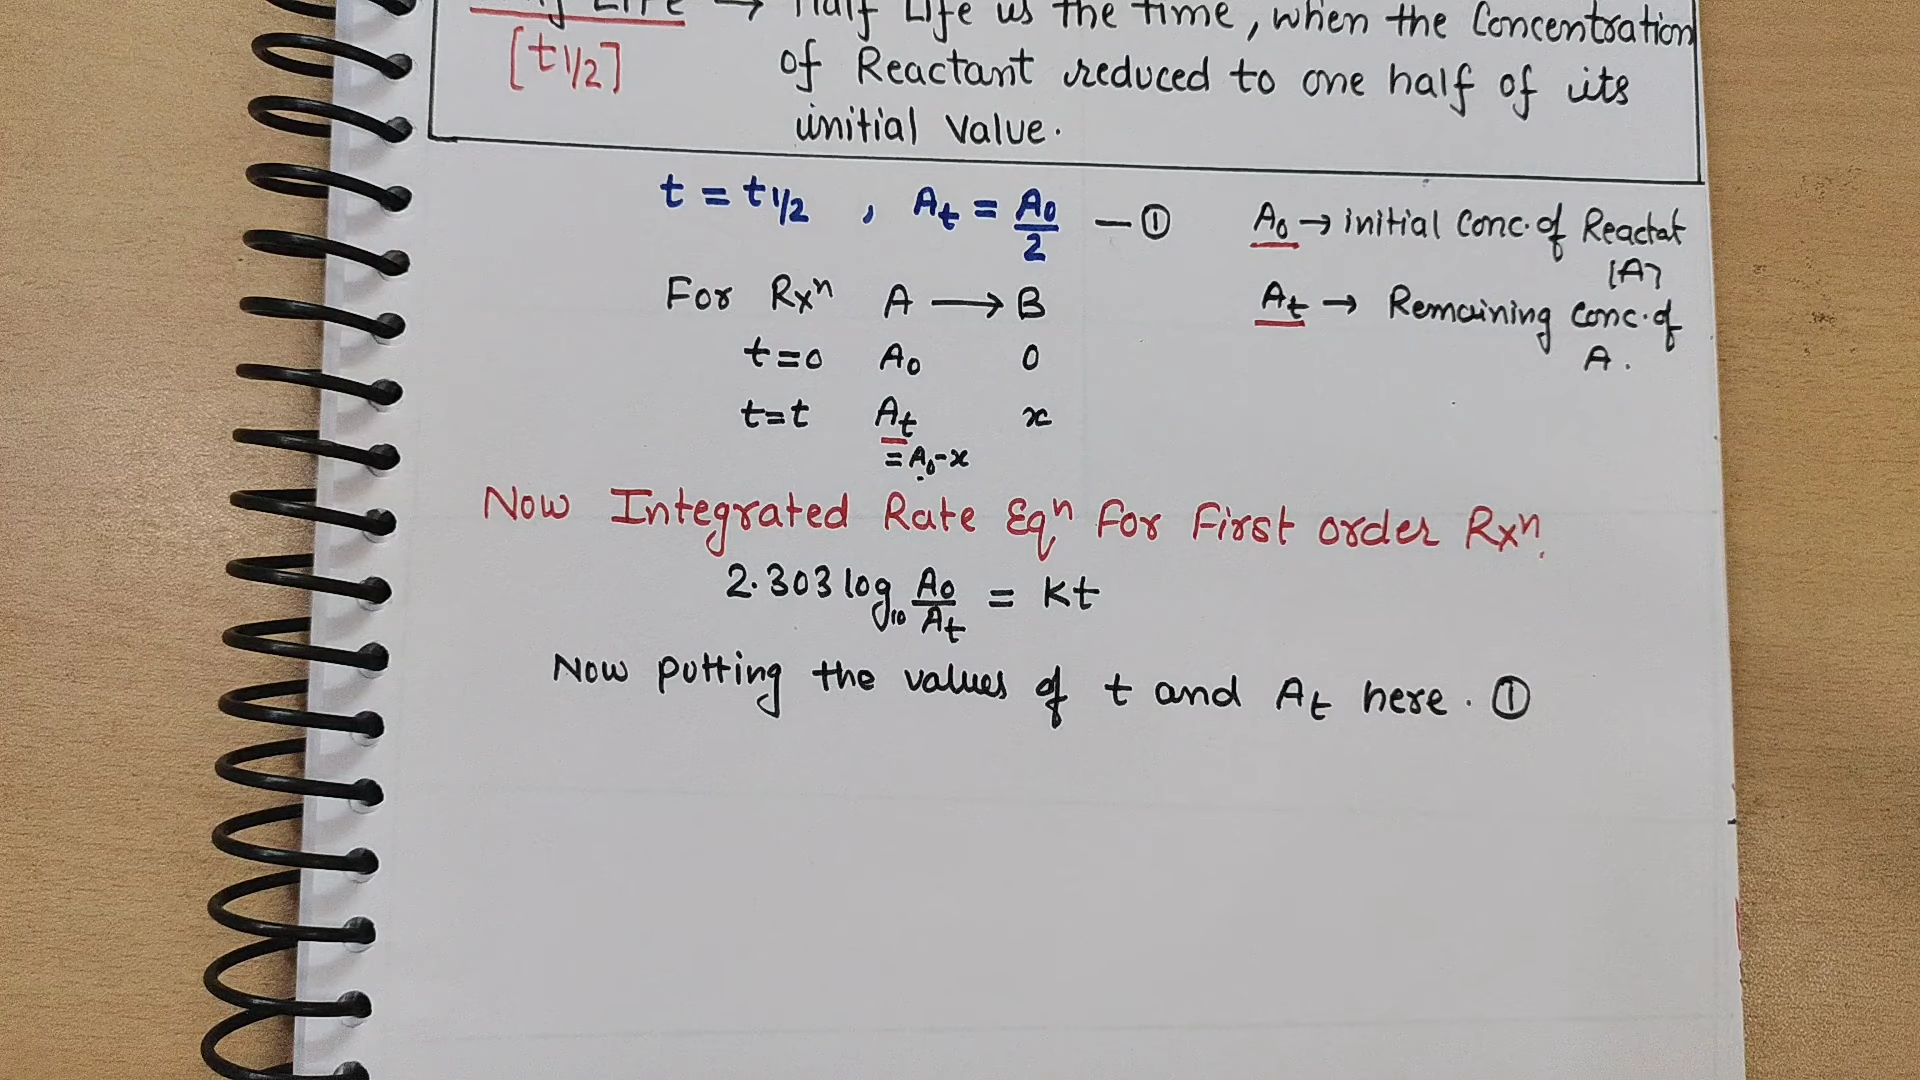 Life → Half Life is the time, when the Concentration
[t1/2] of Reactant reduced to one half of its
initial value.
t = t1/2 , At = A0/2 — ① A0 → initial Conc. of Reactat
[A]
For Rxⁿ A ⟶ B At → Remaining Conc. of
A.
t=0 A0 0
t=t At x
= A0-x
Now Integrated Rate Eqⁿ For First order Rxⁿ.
2.303 log10 A0/At = Kt
Now putting the values of t and At here. ①